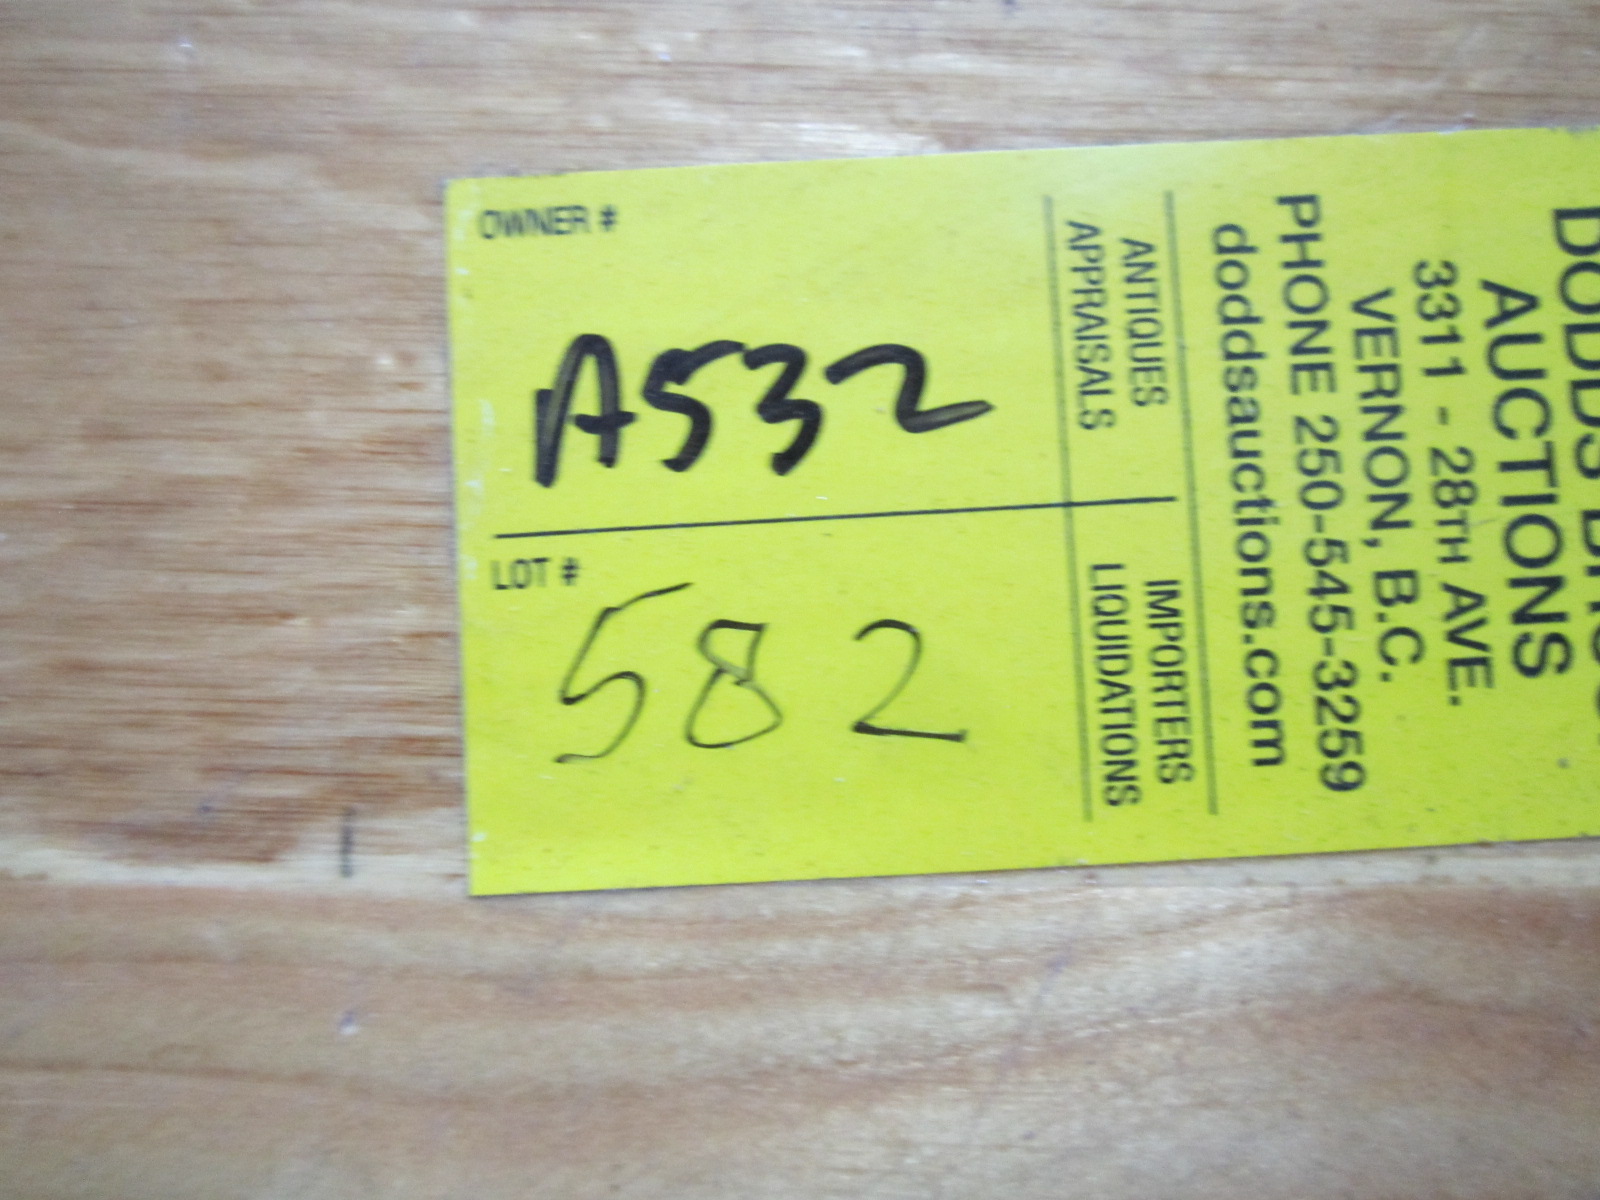 DODDS
AUCTIONS
3311 - 28TH AVE.
VERNON, B.C.
PHONE 250-545-3259
doddsauctions.com
ANTIQUES
APPRAISALS
IMPORTERS
LIQUIDATIONS
OWNER #
A532
LOT #
582